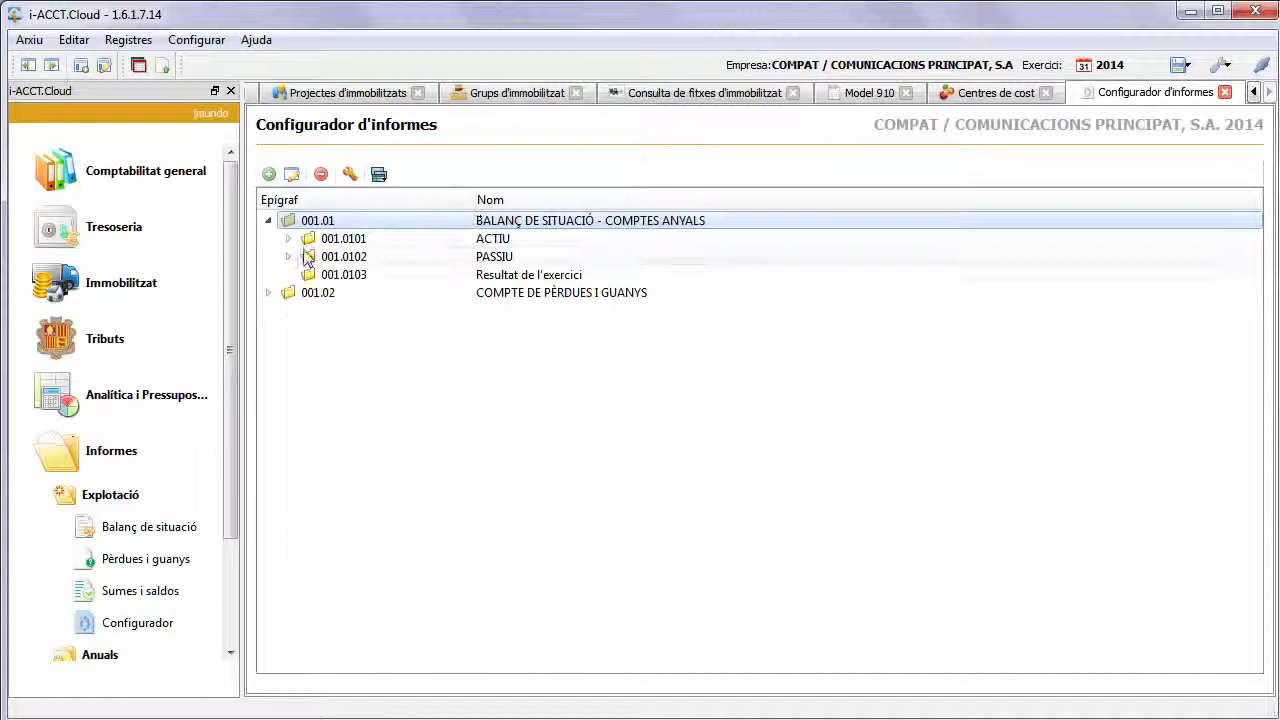 i-ACCT.Cloud - 1.6.1.7.14
Arxiu Editar Registres Configurar Ajuda
Empresa: COMPAT / COMUNICACIONS PRINCIPAT, S.A Exercici: 31 2014
i-ACCT.Cloud
Projectes d'immobilitzats Grups d'immobilitzat Consulta de fitxes d'immobilitzat Model 910 Centres de cost Configurador d'informes
jmundo
Configurador d'informes COMPAT / COMUNICACIONS PRINCIPAT, S.A. 2014
Comptabilitat general
Tresoseria
Immobilitzat
Tributs
Analítica i Pressupos...
Informes
Explotació
Balanç de situació
Pèrdues i guanys
Sumes i saldos
Configurador
Anuals
Epígraf Nom
001.01 BALANÇ DE SITUACIÓ - COMPTES ANYALS
001.0101 ACTIU
001.0102 PASSIU
001.0103 Resultat de l'exercici
001.02 COMPTE DE PÈRDUES I GUANYS